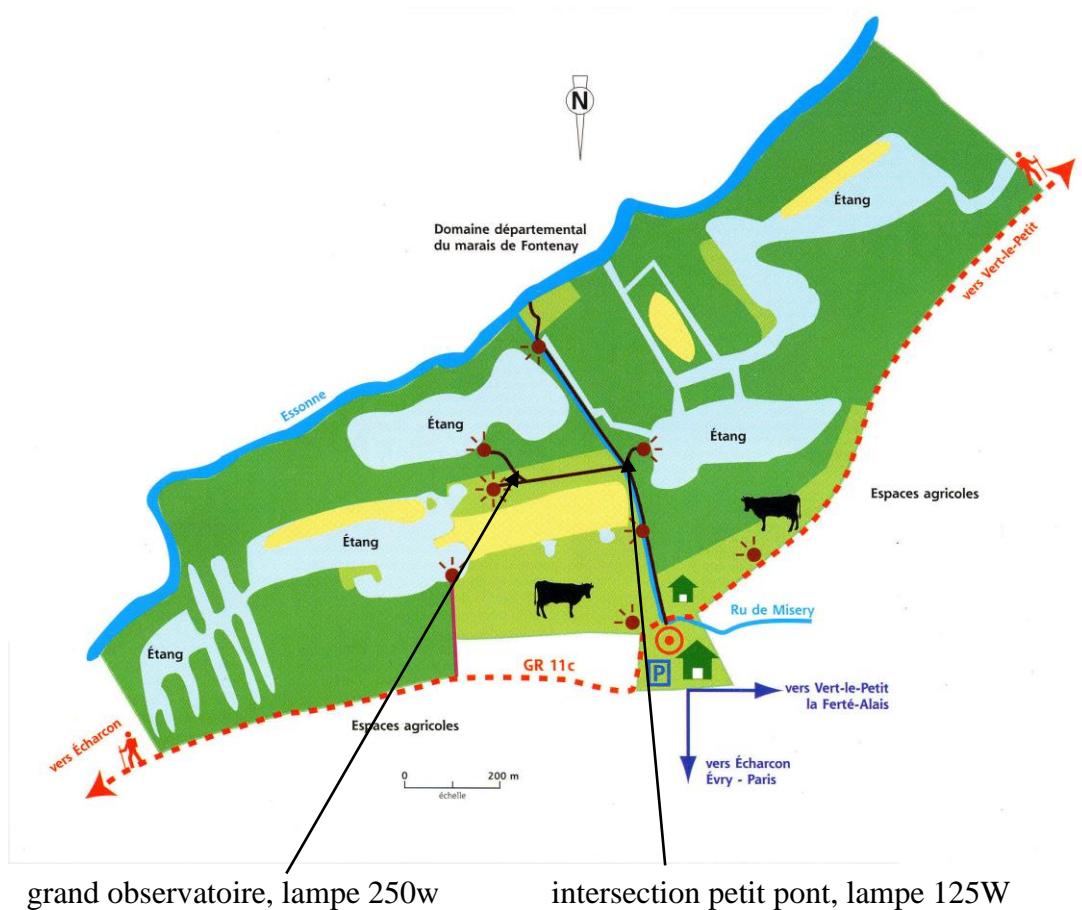 N
Étang
Domaine départemental
du marais de Fontenay
vers Vert-le-Petit
Essonne
Étang
Étang
Espaces agricoles
Étang
Ru de Misery
Étang
P
GR 11c
vers Vert-le-Petit
la Ferté-Alais
Espaces agricoles
vers Écharcon
vers Écharcon
Évry - Paris
0 200 m
échelle
grand observatoire, lampe 250w
intersection petit pont, lampe 125W